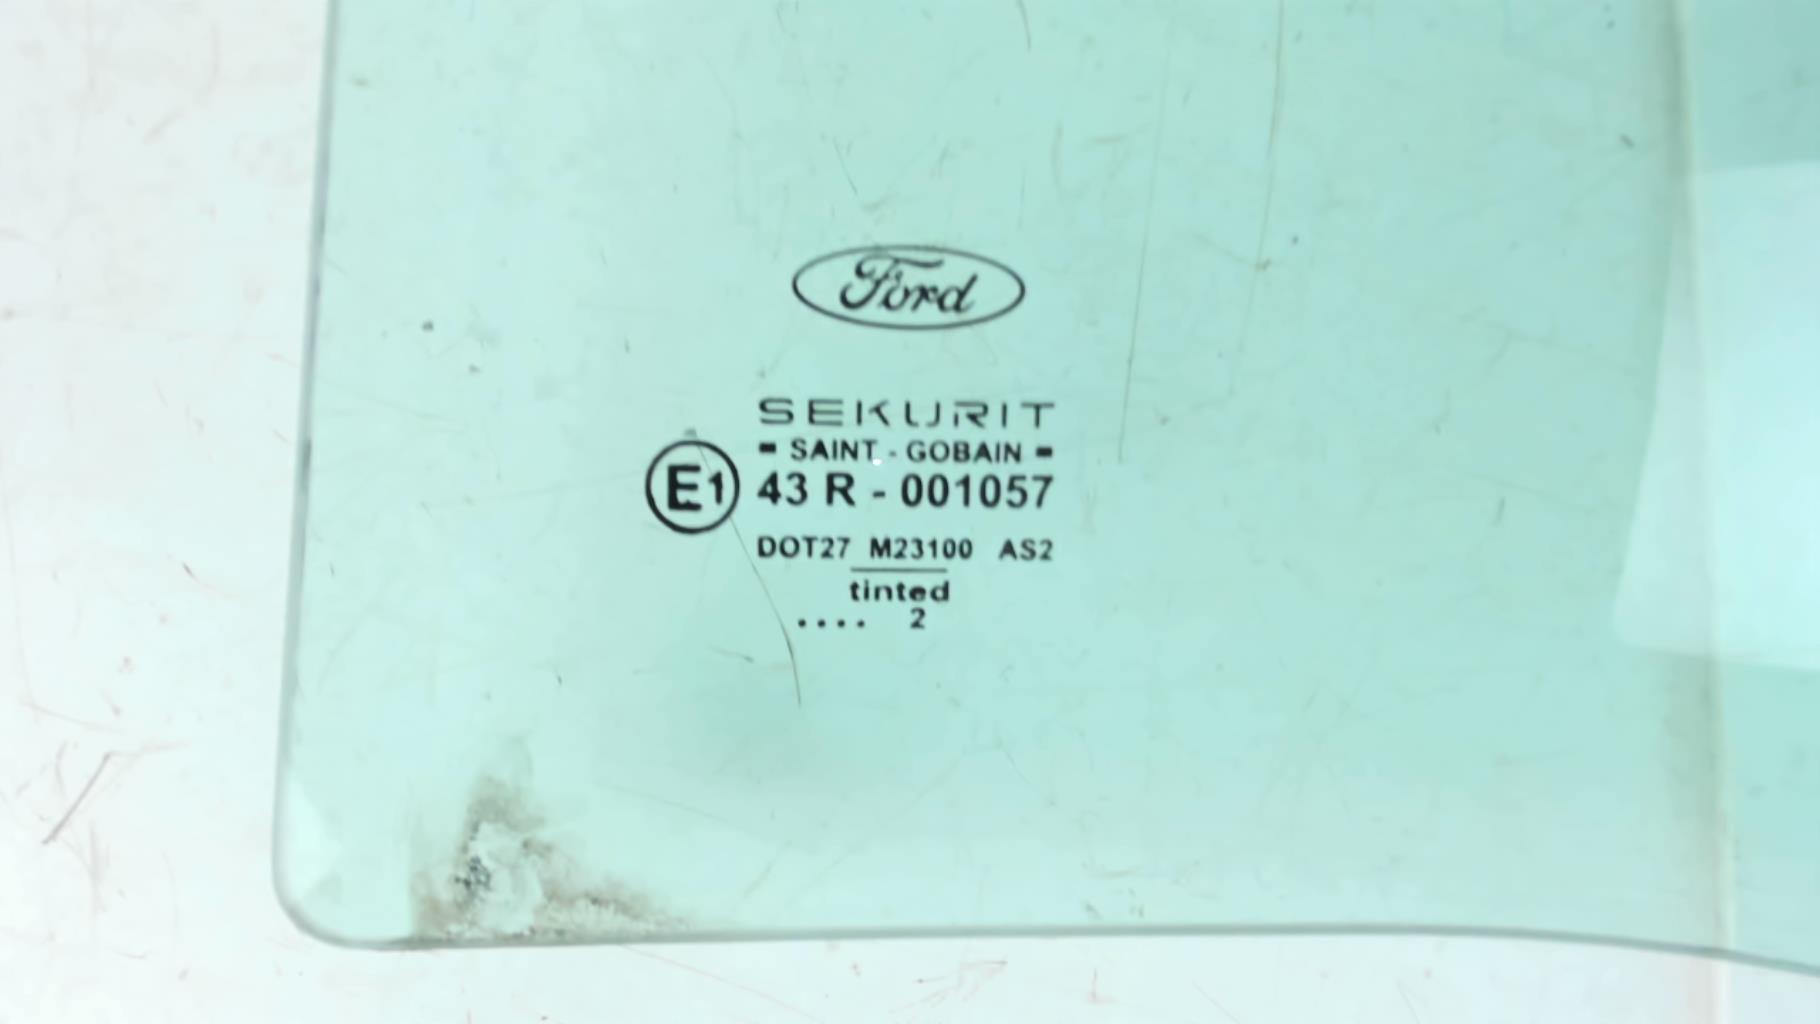 Ford
SEKURIT
SAINT - GOBAIN
E1 43 R - 001057
DOT27 M23100 AS2
tinted
.... 2